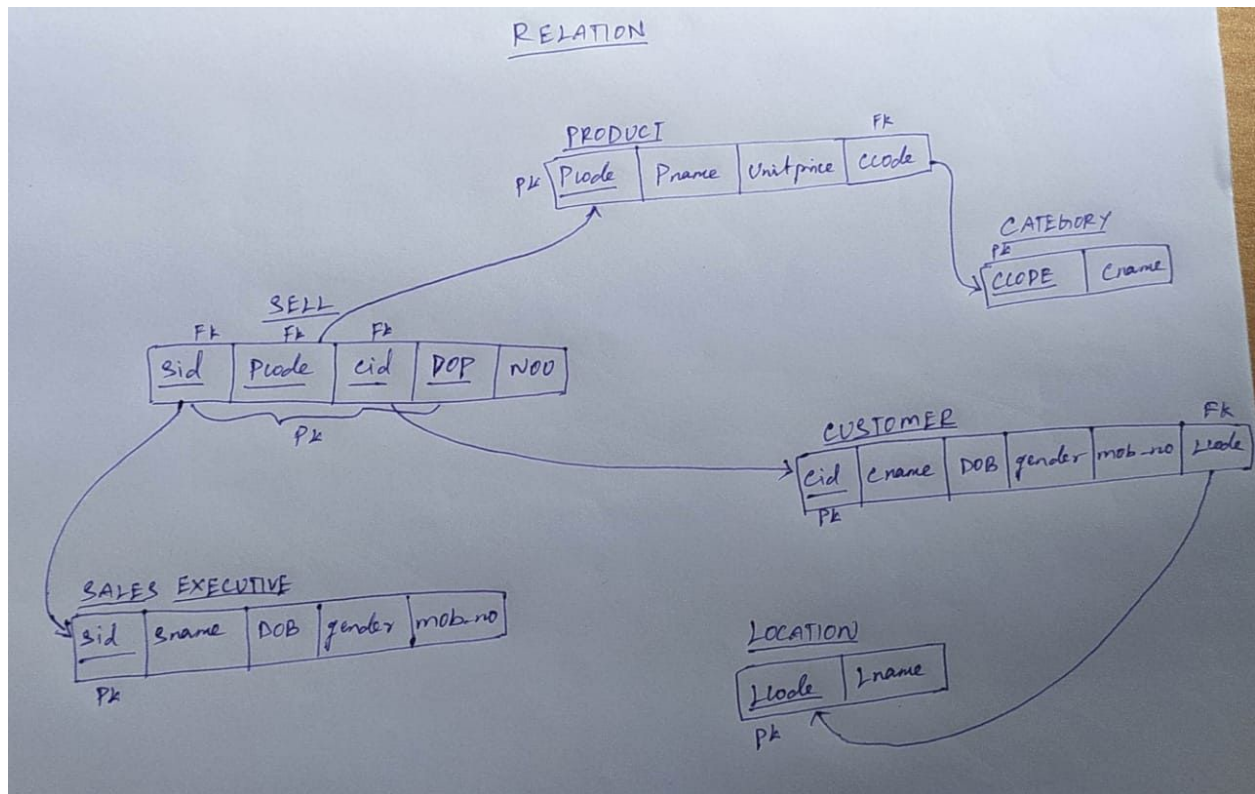 RELATION
PRODUCT
FK
PK Pcode Pname Unitprice CCode
CATEGORY
PK
CCODE Cname
SELL
FK FK FK
Sid Pcode cid DOP NOO
PK
CUSTOMER
FK
cid cname DOB gender mob-no Lcode
PK
SALES EXECUTIVE
Sid Sname DOB gender mob-no
PK
LOCATION
Lcode Lname
PK